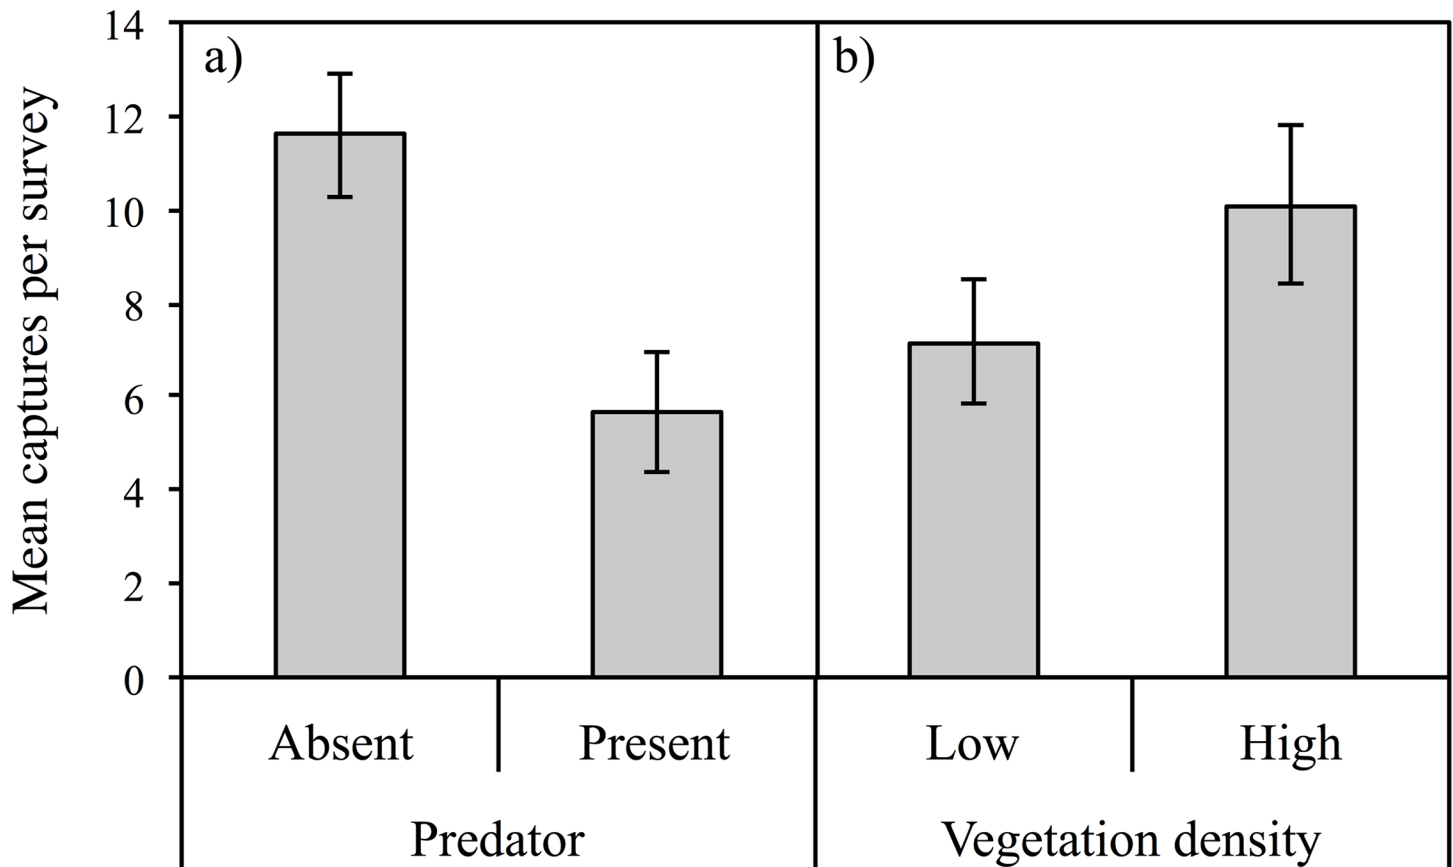 Mean captures per survey
14
12
10
8
6
4
2
0
a)
b)
Absent
Present
Low
High
Predator
Vegetation density